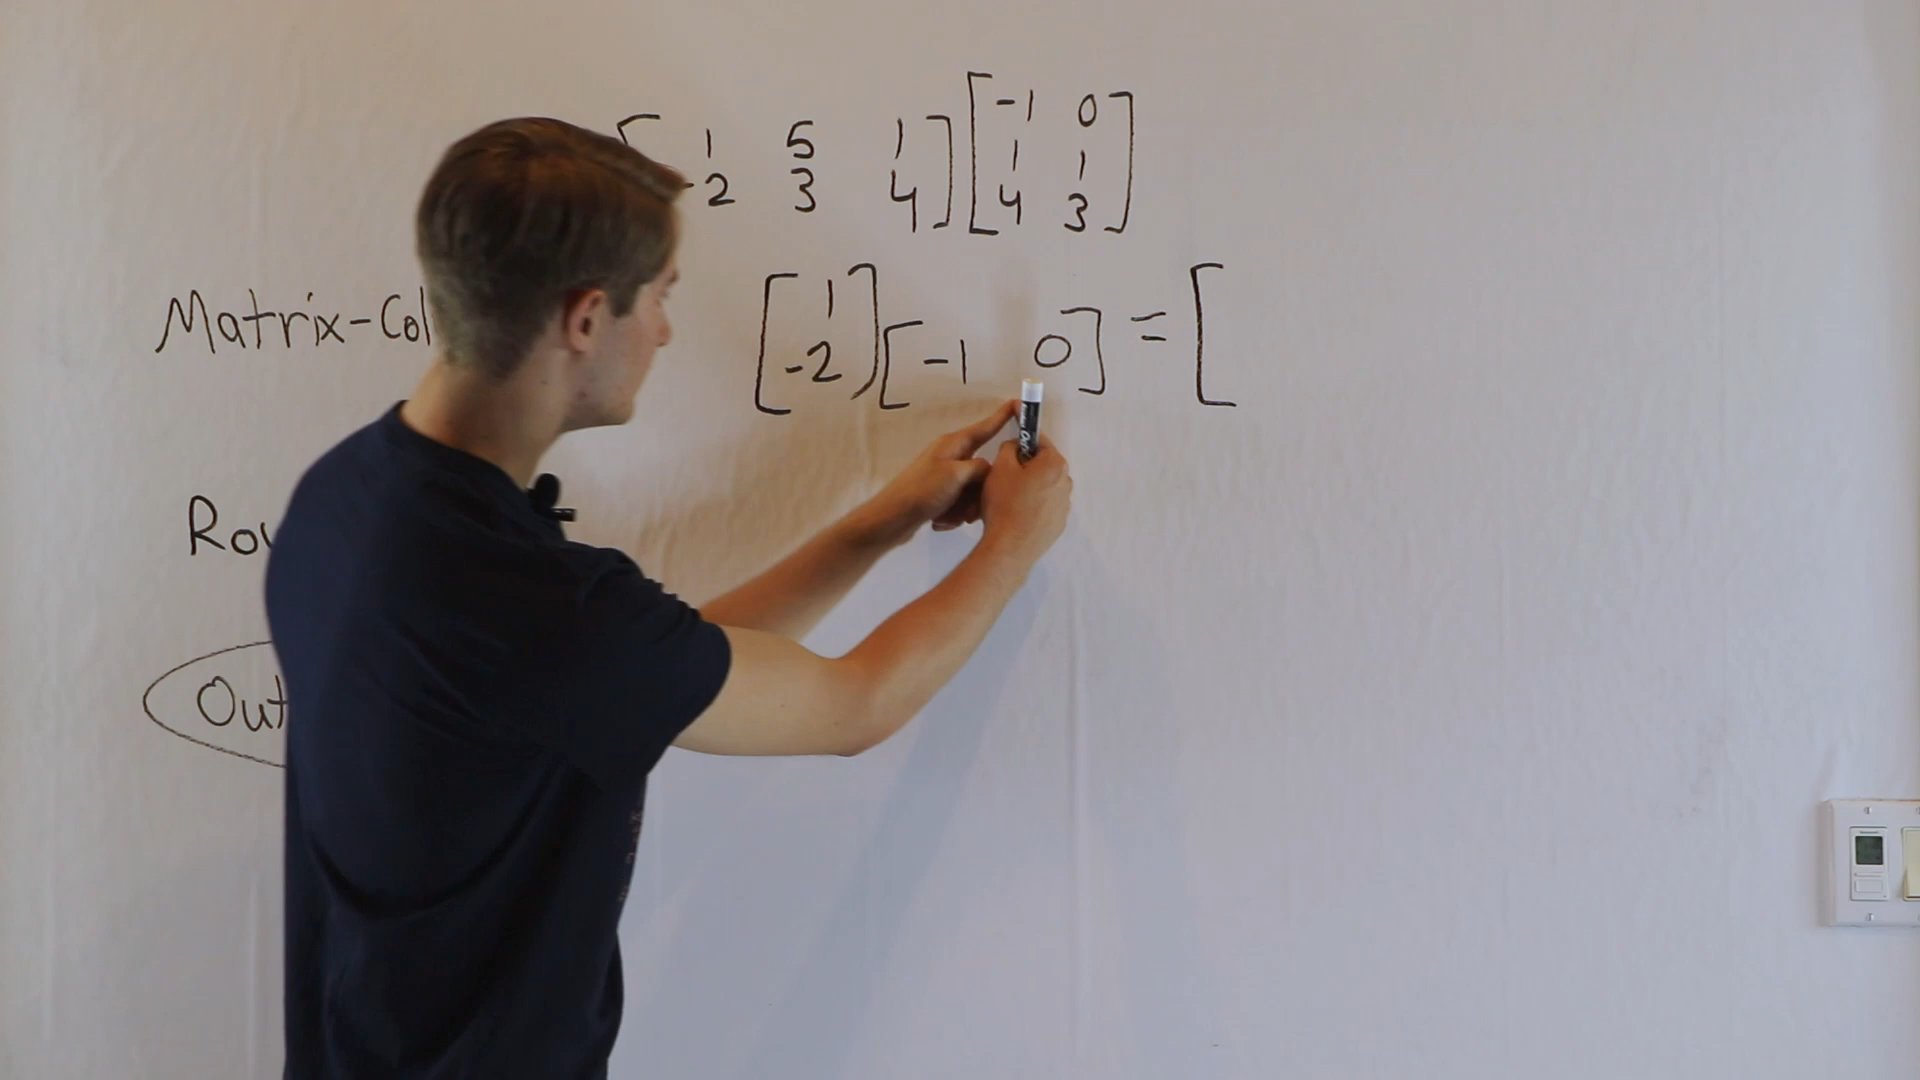 [ 1 5 1 ] [ -1 0 ]
1 1
-2 3 4 4 3
Matrix-Col
[ 1 ] [ -1 0 ] = [
-2
Row
Out